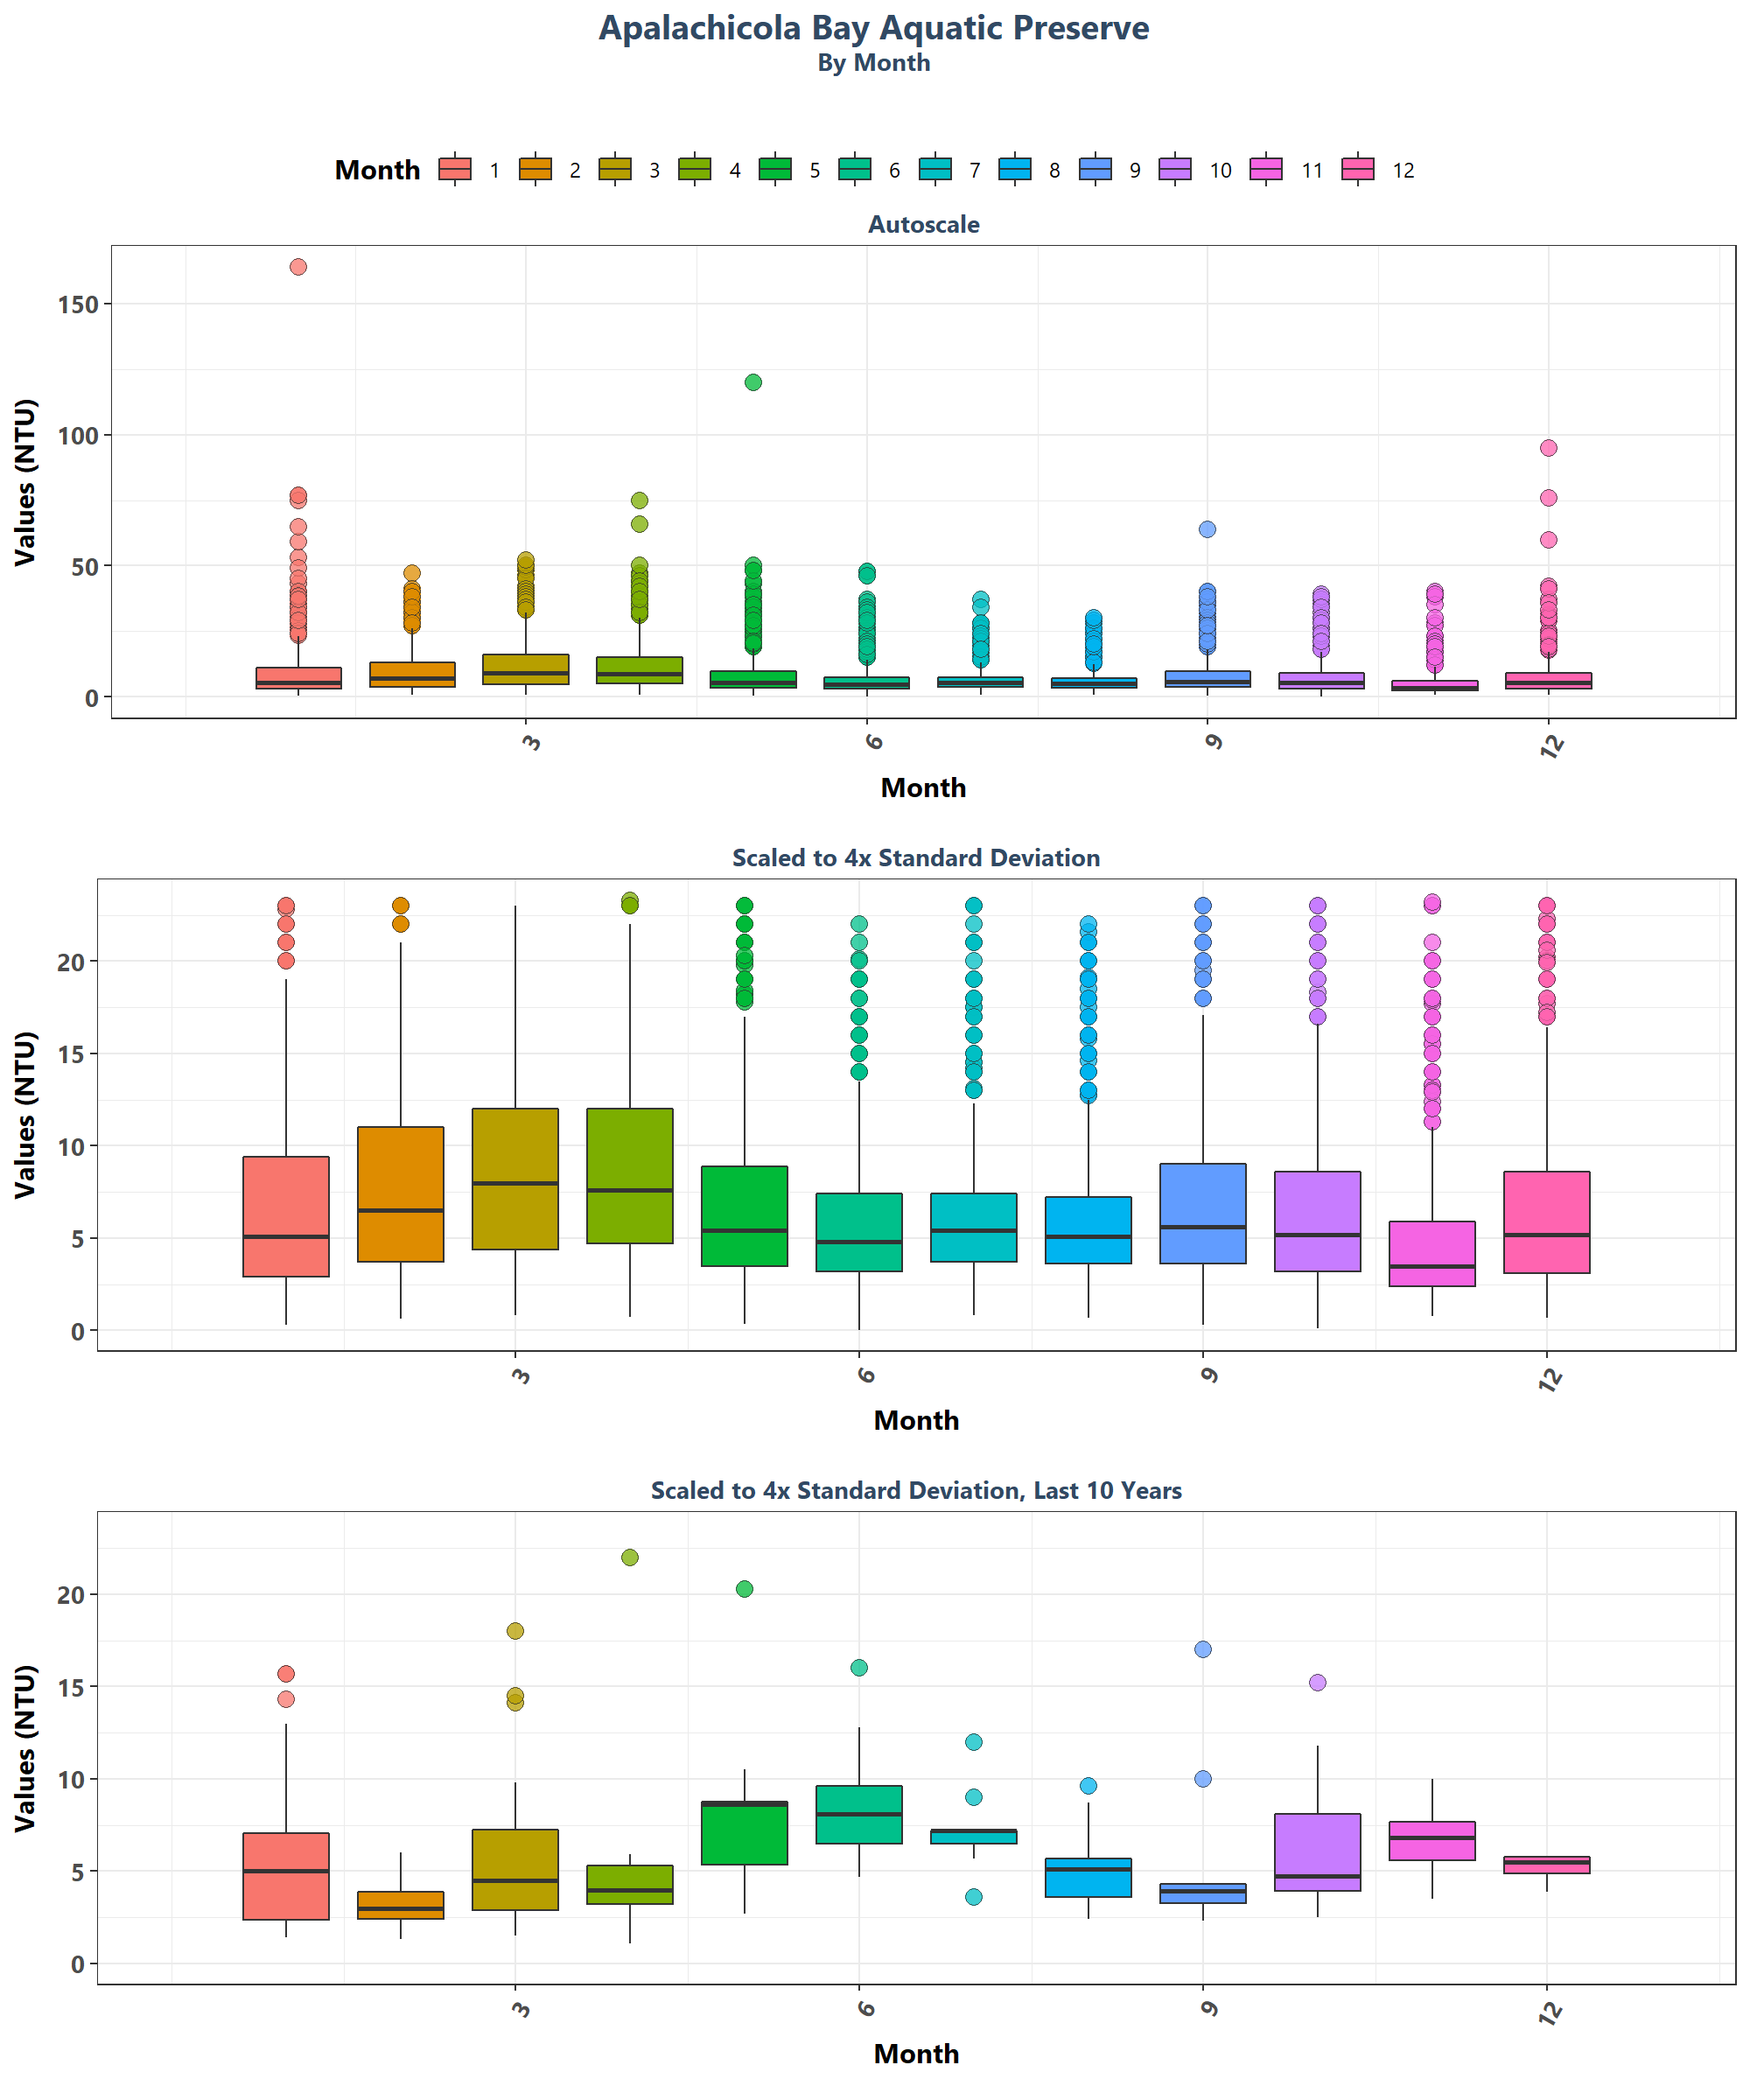 Apalachicola Bay Aquatic Preserve
By Month
Month 1 2 3 4 5 6 7 8 9 10 11 12
Autoscale
Values (NTU)
150
100
50
0
3 6 9 12
Month
Scaled to 4x Standard Deviation
Values (NTU)
20
15
10
5
0
3 6 9 12
Month
Scaled to 4x Standard Deviation, Last 10 Years
Values (NTU)
20
15
10
5
0
3 6 9 12
Month